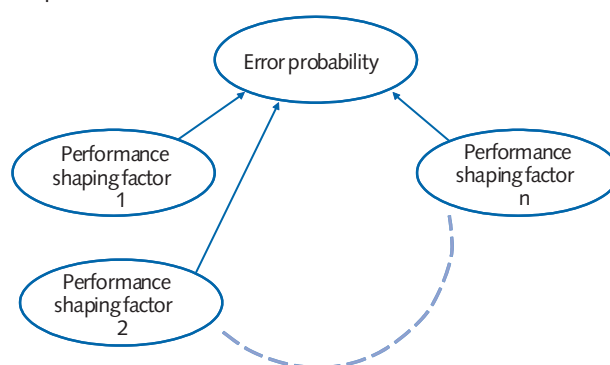 Error probability
Performance
shaping factor
1
Performance
shaping factor
n
Performance
shaping factor
2